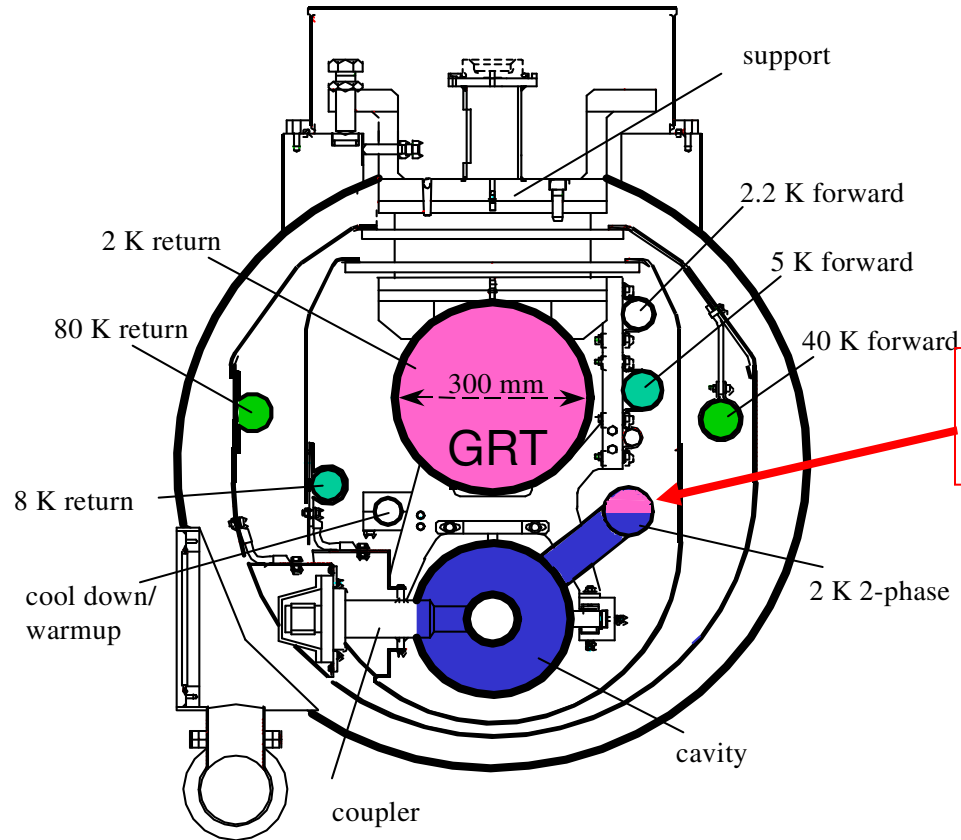 support
2.2 K forward
2 K return
5 K forward
80 K return
40 K forward
300 mm
GRT
8 K return
cool down/
warmup
2 K 2-phase
cavity
coupler